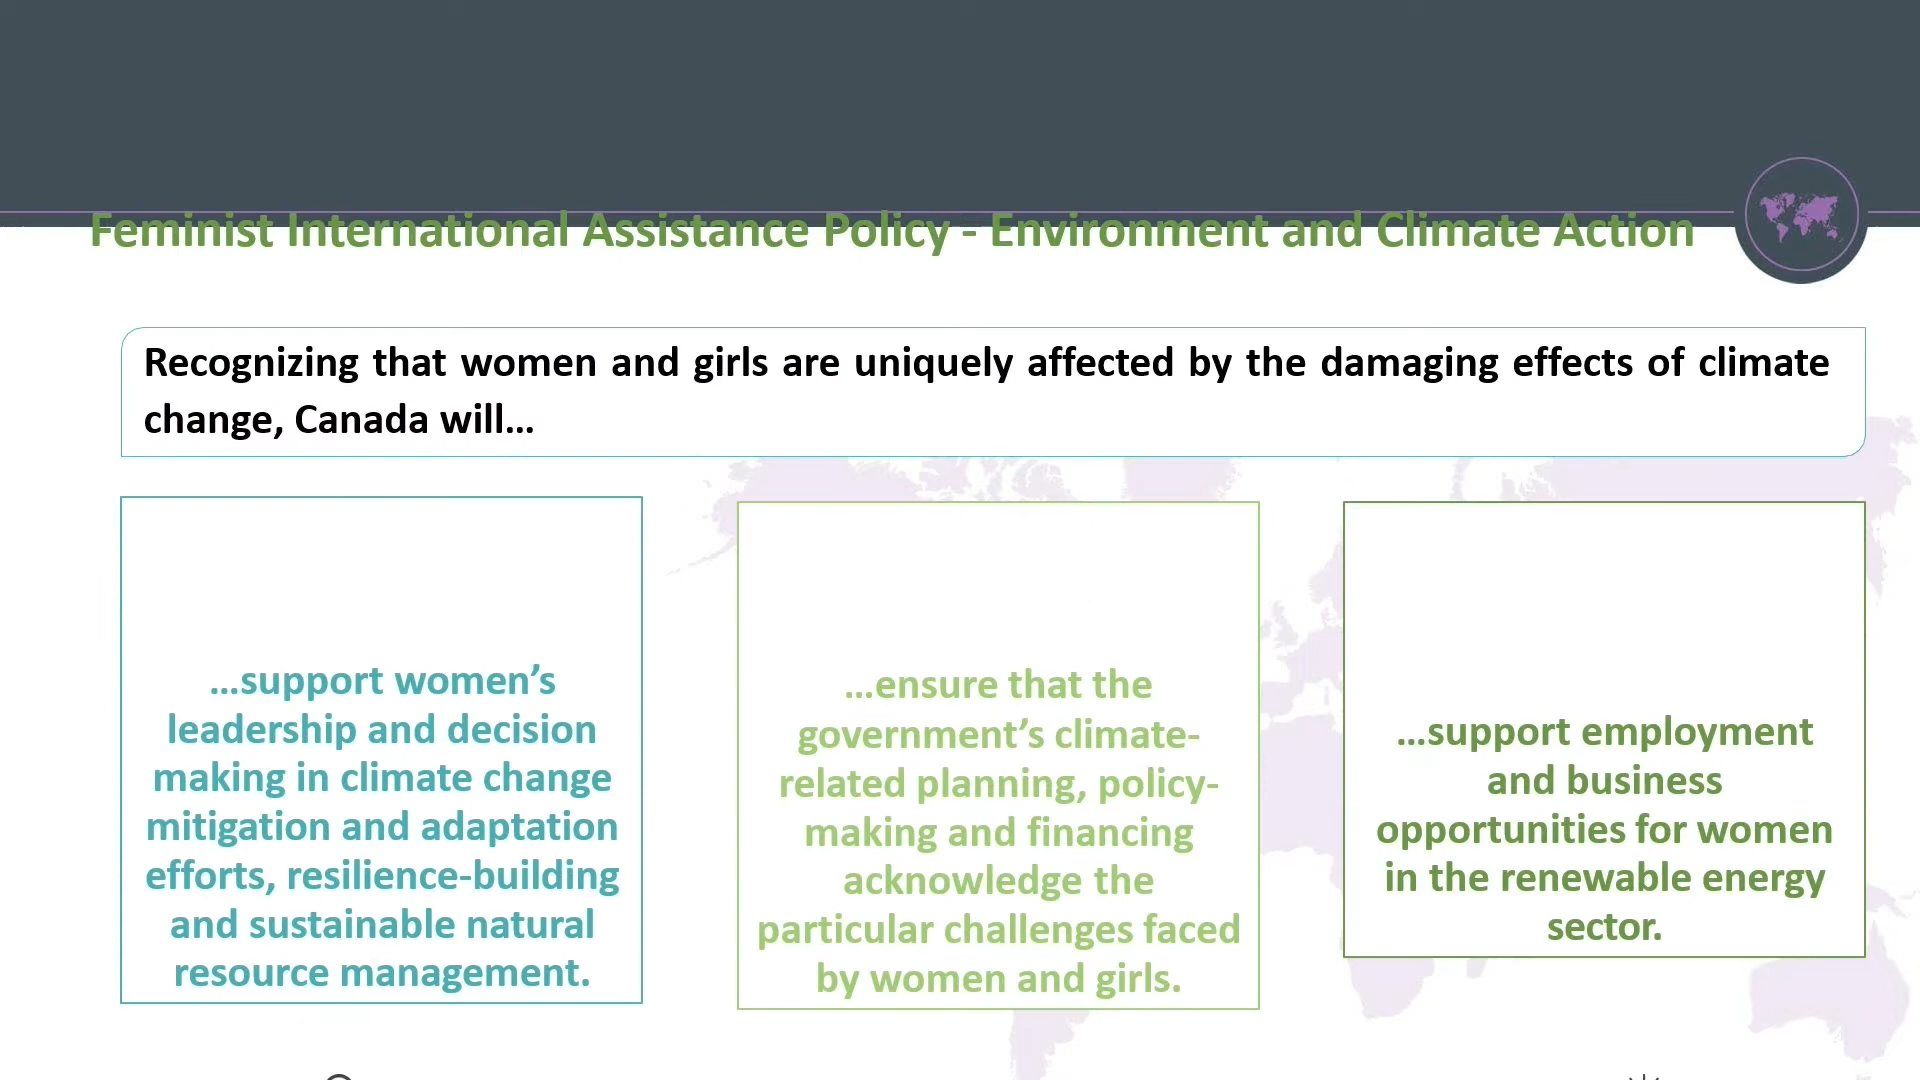 Feminist International Assistance Policy - Environment and Climate Action
Recognizing that women and girls are uniquely affected by the damaging effects of climate
change, Canada will...
...support women’s
leadership and decision
making in climate change
mitigation and adaptation
efforts, resilience-building
and sustainable natural
resource management.
...ensure that the
government’s climate-
related planning, policy-
making and financing
acknowledge the
particular challenges faced
by women and girls.
...support employment
and business
opportunities for women
in the renewable energy
sector.